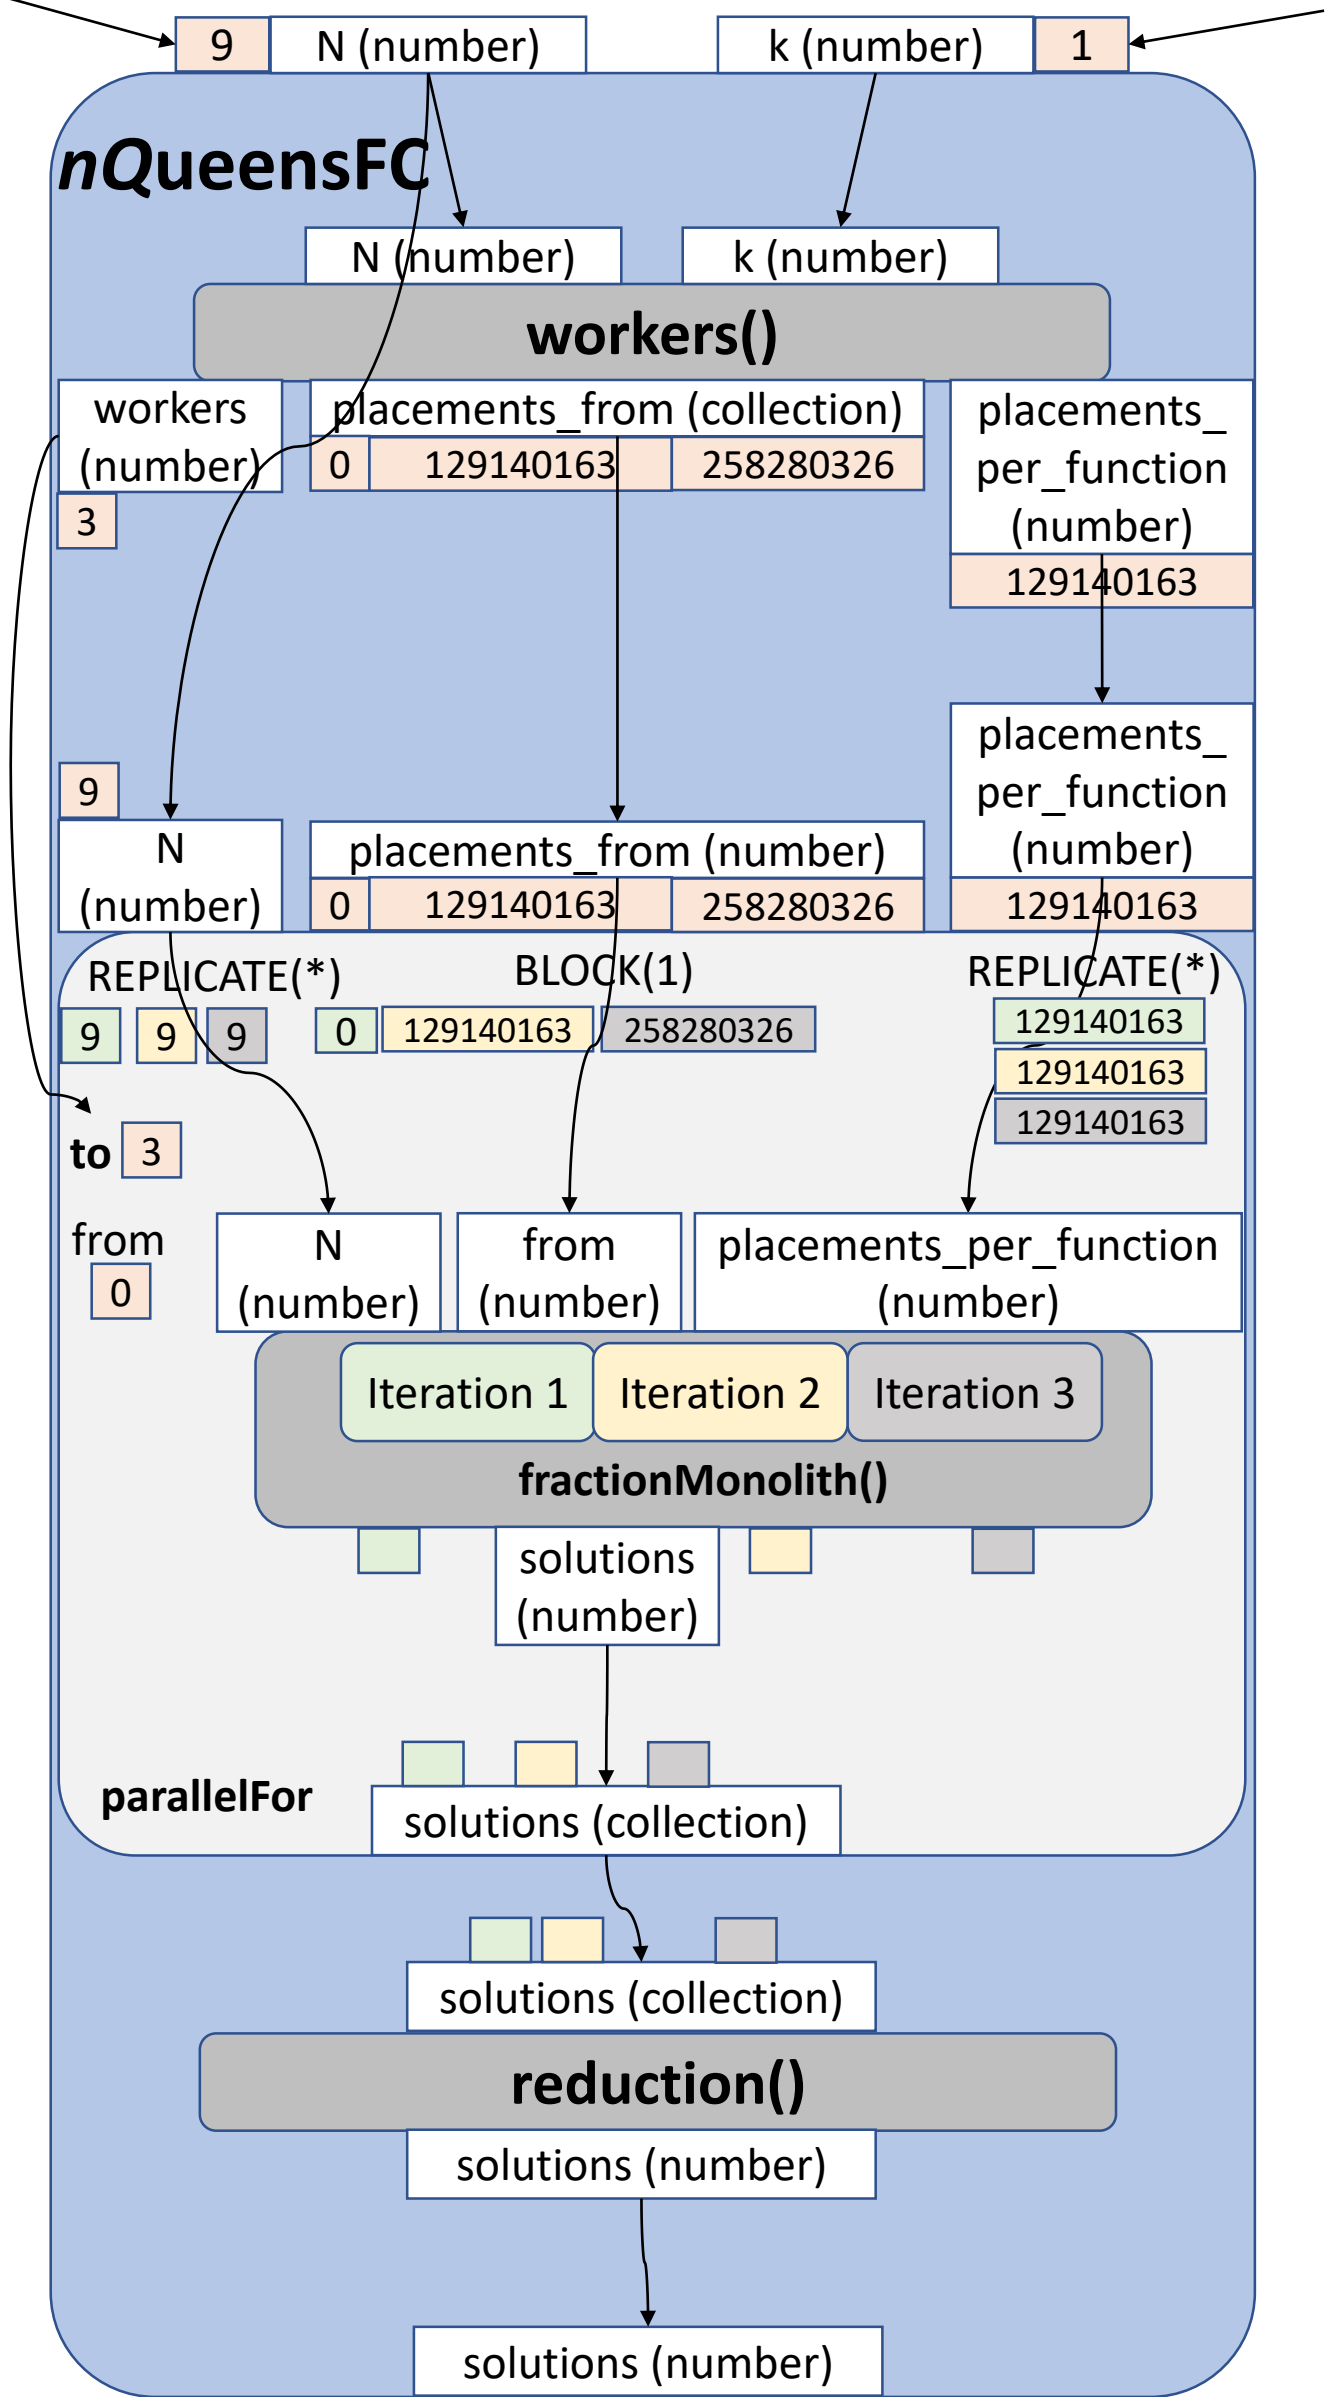 9 N (number) k (number) 1
nQueensFC
N (number) k (number)
workers()
workers
(number)
3
placements_from (collection)
0 129140163 258280326
placements_
per_function
(number)
129140163
9
N
(number)
placements_from (number)
0 129140163 258280326
placements_
per_function
(number)
129140163
REPLICATE(*) BLOCK(1) REPLICATE(*)
9 9 9 0 129140163 258280326
129140163
129140163
129140163
to 3
from
0
N
(number)
from
(number)
placements_per_function
(number)
Iteration 1 Iteration 2 Iteration 3
fractionMonolith()
solutions
(number)
parallelFor
solutions (collection)
solutions (collection)
reduction()
solutions (number)
solutions (number)